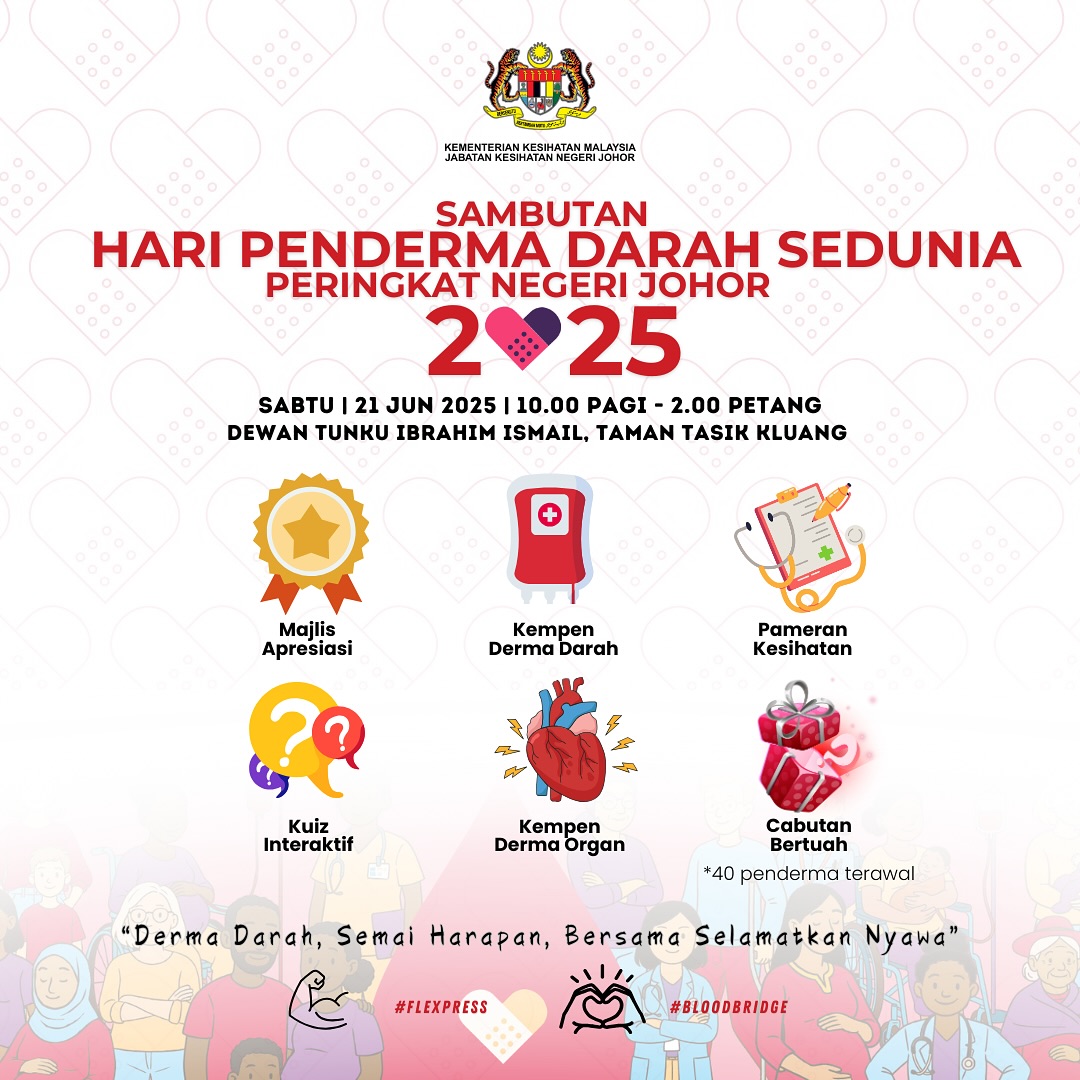 KEMENTERIAN KESIHATAN MALAYSIA
JABATAN KESIHATAN NEGERI JOHOR
SAMBUTAN
HARI PENDERMA DARAH SEDUNIA
PERINGKAT NEGERI JOHOR
2025
SABTU | 21 JUN 2025 | 10.00 PAGI - 2.00 PETANG
DEWAN TUNKU IBRAHIM ISMAIL, TAMAN TASIK KLUANG
Majlis
Apresiasi
Kempen
Derma Darah
Pameran
Kesihatan
Kuiz
Interaktif
Kempen
Derma Organ
Cabutan
Bertuah
*40 penderma terawal
“Derma Darah, Semai Harapan, Bersama Selamatkan Nyawa”
#FLEXPRESS
#BLOODBRIDGE